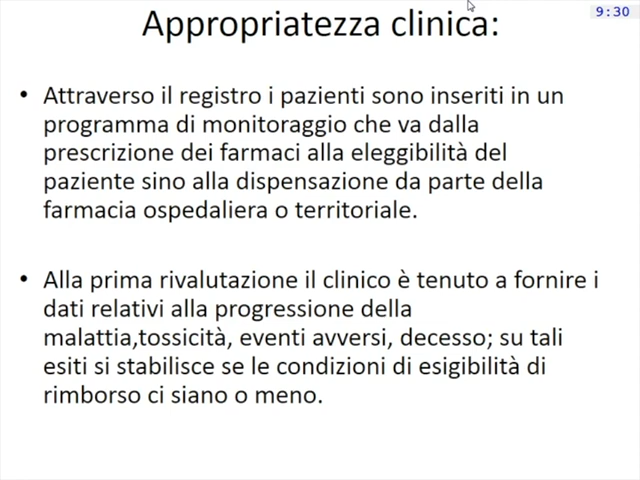 Appropriatezza clinica:
9:30
• Attraverso il registro i pazienti sono inseriti in un
programma di monitoraggio che va dalla
prescrizione dei farmaci alla eleggibilità del
paziente sino alla dispensazione da parte della
farmacia ospedaliera o territoriale.
• Alla prima rivalutazione il clinico è tenuto a fornire i
dati relativi alla progressione della
malattia,tossicità, eventi avversi, decesso; su tali
esiti si stabilisce se le condizioni di esigibilità di
rimborso ci siano o meno.